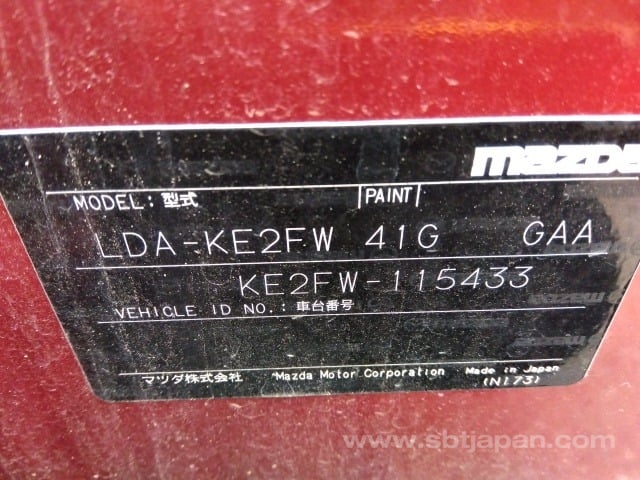 mazda
MODEL: 型式 PAINT
LDA-KE2FW 41G GAA
KE2FW-115433
VEHICLE ID NO.: 車台番号
マツダ株式会社 Mazda Motor Corporation Made in Japan
(N173)
www.sbtjapan.com